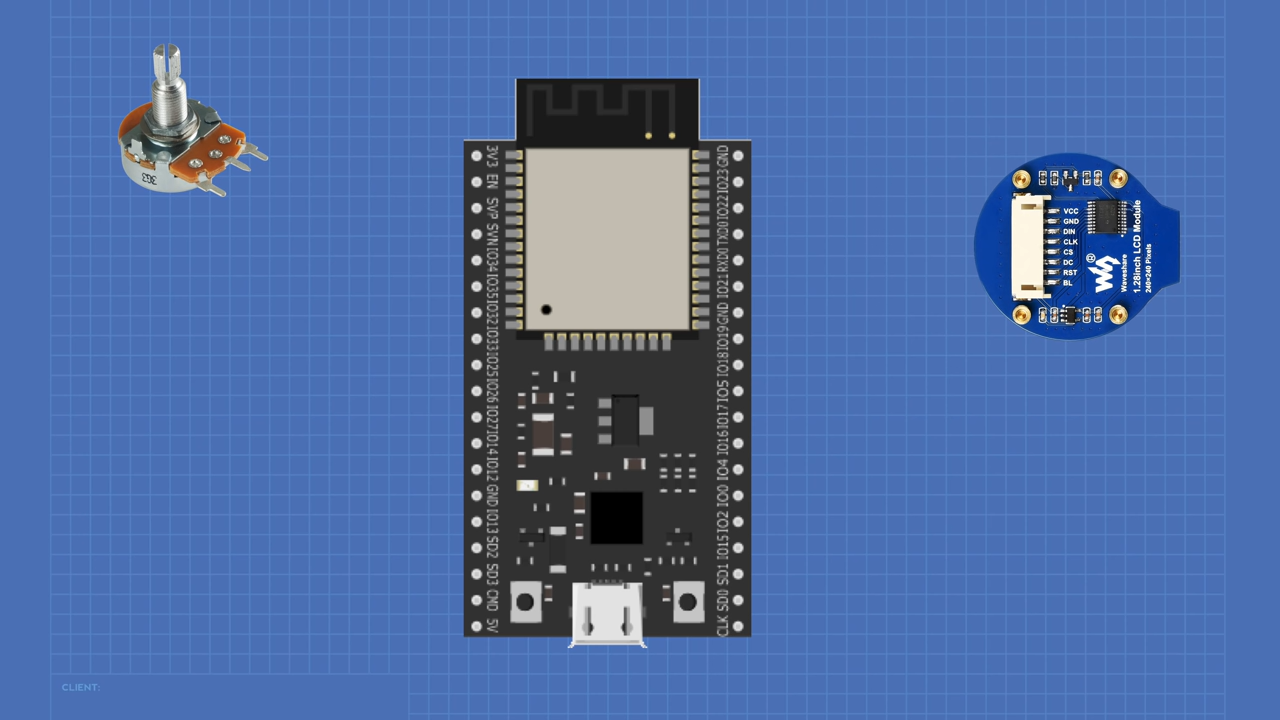 3V3
EN
SVP
SVN
IO34
IO35
IO32
IO33
IO25
IO26
IO27
IO14
IO12
GND
IO13
SD2
SD3
CMD
5V
GND
IO23
IO22
TXD0
RXD0
IO21
GND
IO19
IO18
IO5
IO17
IO16
IO4
IO0
IO2
IO15
SD1
SD0
CLK
VCC
GND
DIN
CLK
CS
DC
RST
BL
®
Waveshare
1.28inch LCD Module
240×240 Pixels
CLIENT: